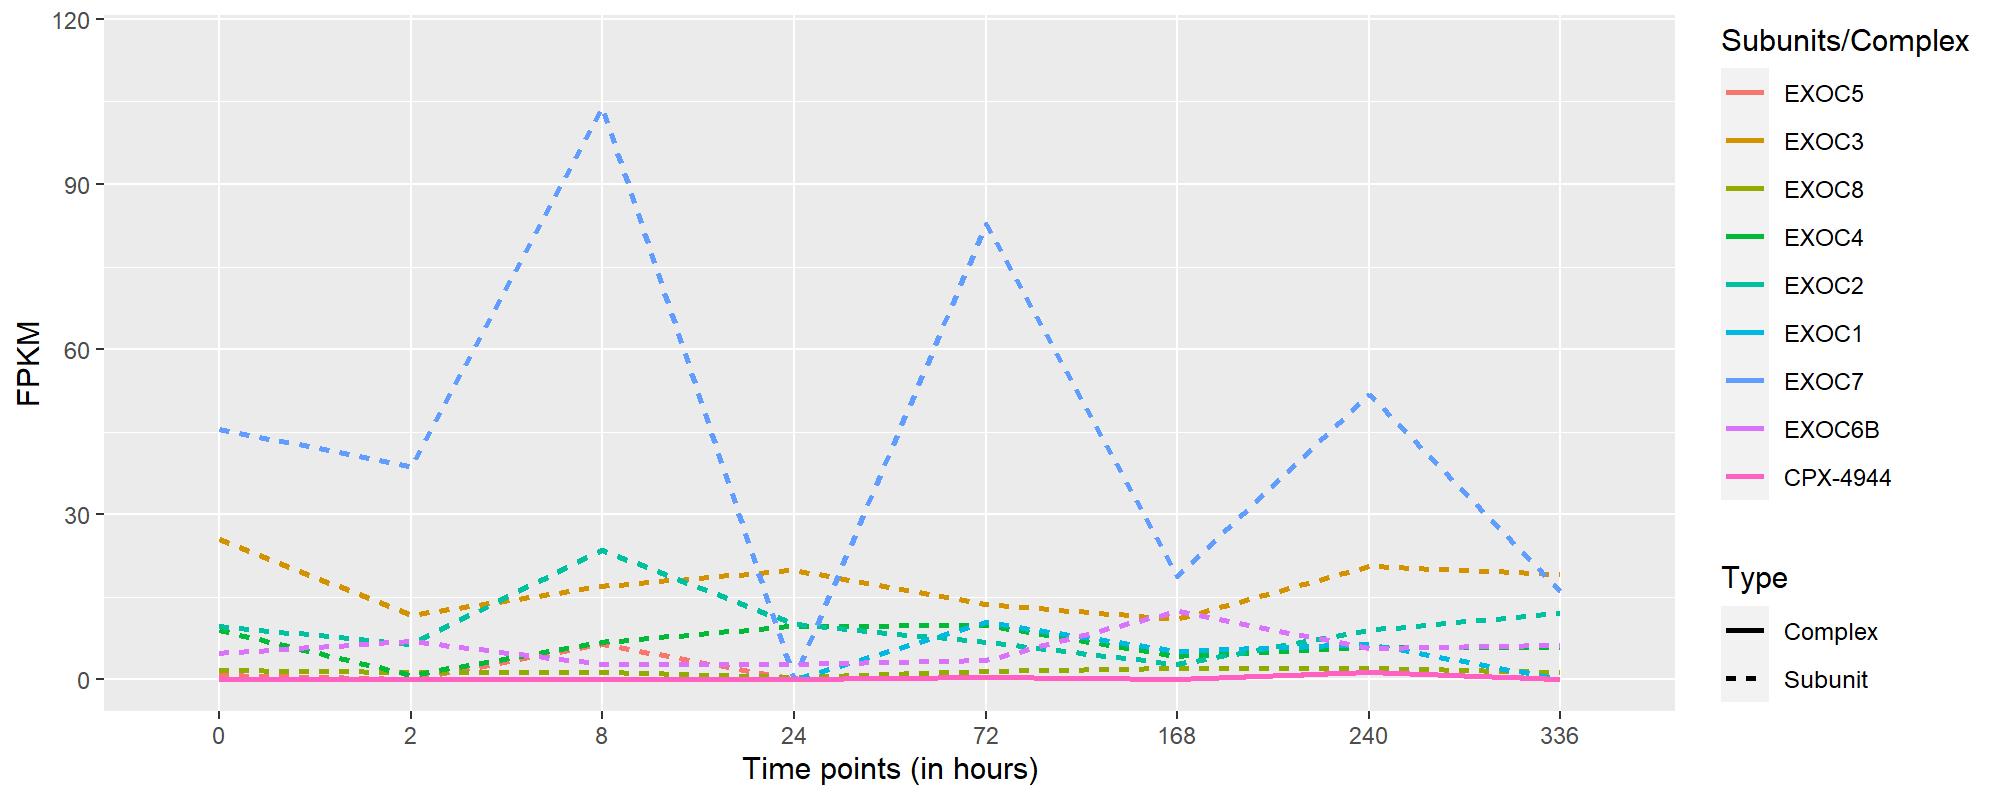 120
90
60
30
0
FPKM
0 2 8 24 72 168 240 336
Time points (in hours)
Subunits/Complex
EXOC5
EXOC3
EXOC8
EXOC4
EXOC2
EXOC1
EXOC7
EXOC6B
CPX-4944
Type
Complex
Subunit